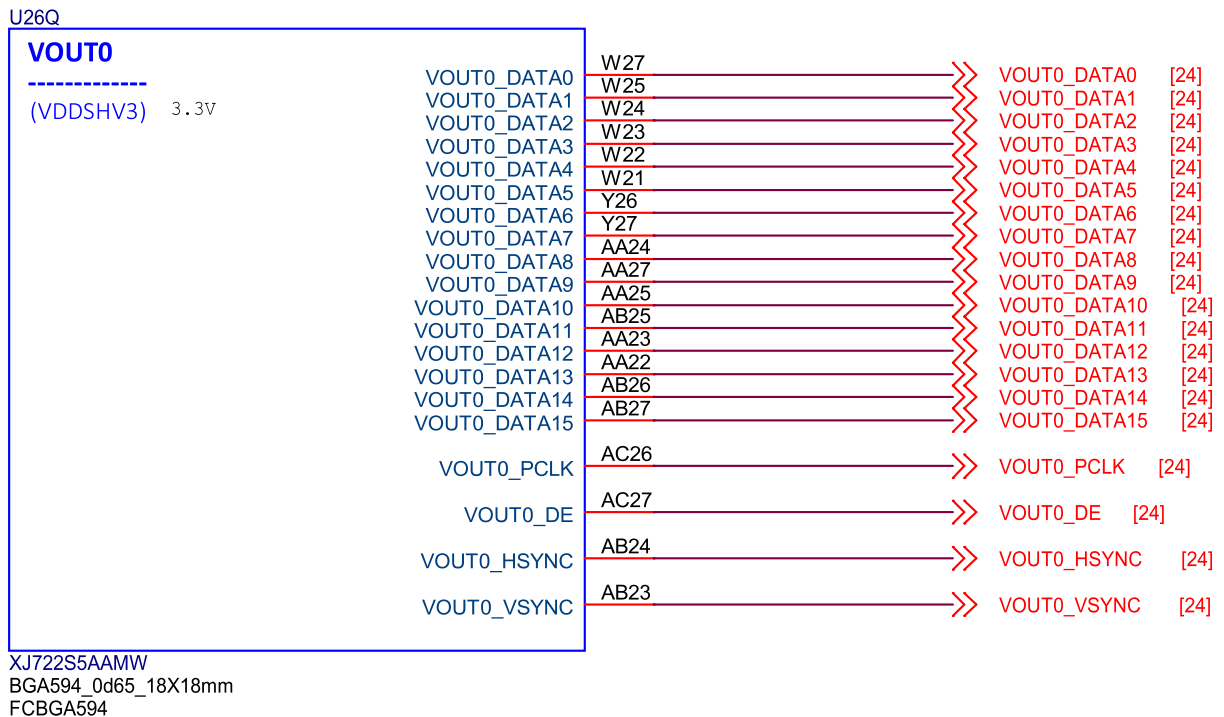 U26Q
VOUT0
-------------
(VDDSHV3) 3.3V
VOUT0_DATA0 W27 VOUT0_DATA0 [24]
VOUT0_DATA1 W25 VOUT0_DATA1 [24]
VOUT0_DATA2 W24 VOUT0_DATA2 [24]
VOUT0_DATA3 W23 VOUT0_DATA3 [24]
VOUT0_DATA4 W22 VOUT0_DATA4 [24]
VOUT0_DATA5 W21 VOUT0_DATA5 [24]
VOUT0_DATA6 Y26 VOUT0_DATA6 [24]
VOUT0_DATA7 Y27 VOUT0_DATA7 [24]
VOUT0_DATA8 AA24 VOUT0_DATA8 [24]
VOUT0_DATA9 AA27 VOUT0_DATA9 [24]
VOUT0_DATA10 AA25 VOUT0_DATA10 [24]
VOUT0_DATA11 AB25 VOUT0_DATA11 [24]
VOUT0_DATA12 AA23 VOUT0_DATA12 [24]
VOUT0_DATA13 AA22 VOUT0_DATA13 [24]
VOUT0_DATA14 AB26 VOUT0_DATA14 [24]
VOUT0_DATA15 AB27 VOUT0_DATA15 [24]
VOUT0_PCLK AC26 VOUT0_PCLK [24]
VOUT0_DE AC27 VOUT0_DE [24]
VOUT0_HSYNC AB24 VOUT0_HSYNC [24]
VOUT0_VSYNC AB23 VOUT0_VSYNC [24]
XJ722S5AAMW
BGA594_0d65_18X18mm
FCBGA594